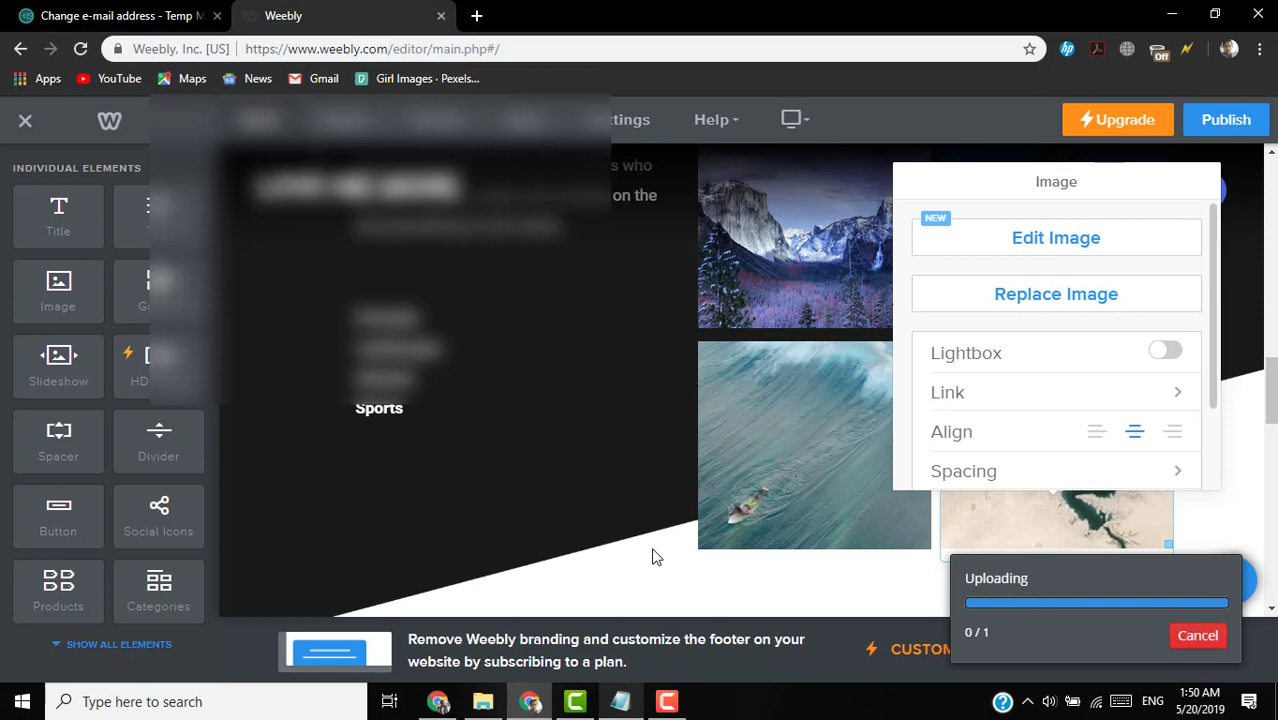 Change e-mail address - Temp M
Weebly
Weebly, Inc. [US]
https://www.weebly.com/editor/main.php#/
Off
Apps
YouTube
Maps
News
Gmail
Girl Images · Pexels...
Help
Upgrade
Publish
INDIVIDUAL ELEMENTS
Title
Image
Slideshow
HD
Spacer
Divider
Button
Social Icons
Products
Categories
SHOW ALL ELEMENTS
who
on the
LOVE ME MORE
Sports
Image
NEW
Edit Image
Replace Image
Lightbox
Link
Align
Spacing
Uploading
0 / 1
Cancel
Remove Weebly branding and customize the footer on your
website by subscribing to a plan.
CUSTOM
Type here to search
ENG
1:50 AM
5/20/2019